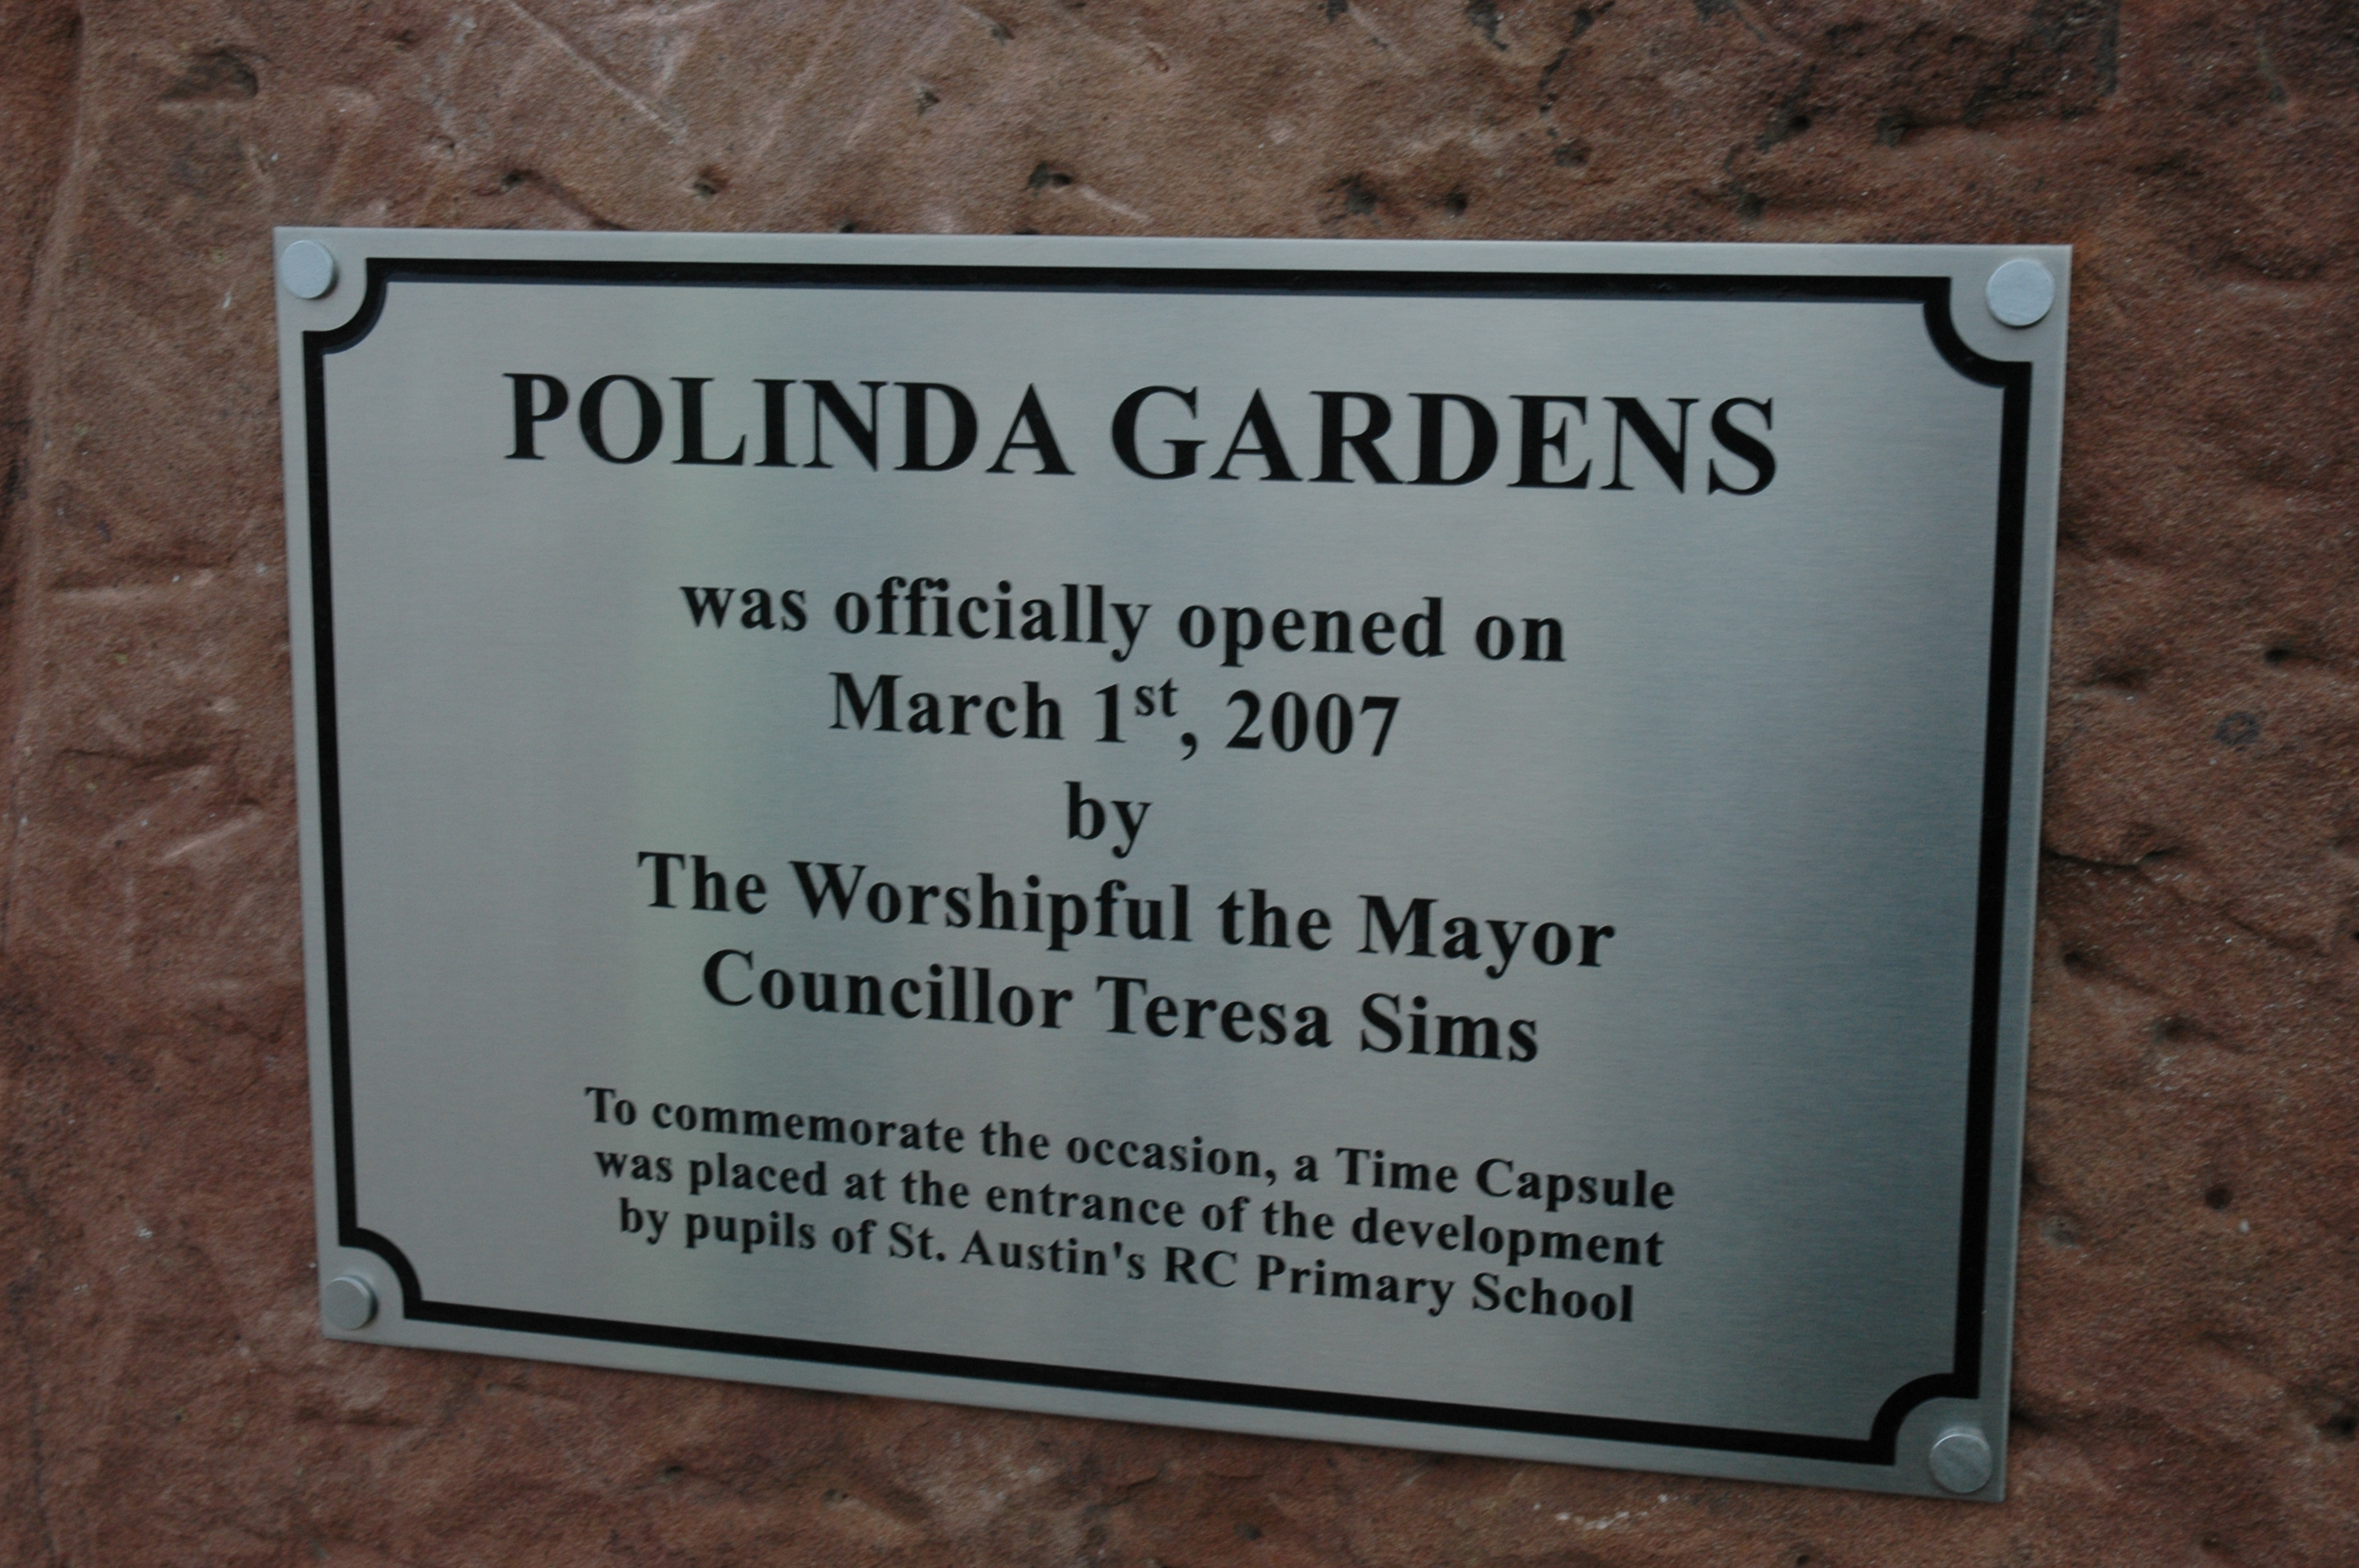 POLINDA GARDENS
was officially opened on
March 1st, 2007
by
The Worshipful the Mayor
Councillor Teresa Sims
To commemorate the occasion, a Time Capsule
was placed at the entrance of the development
by pupils of St. Austin's RC Primary School